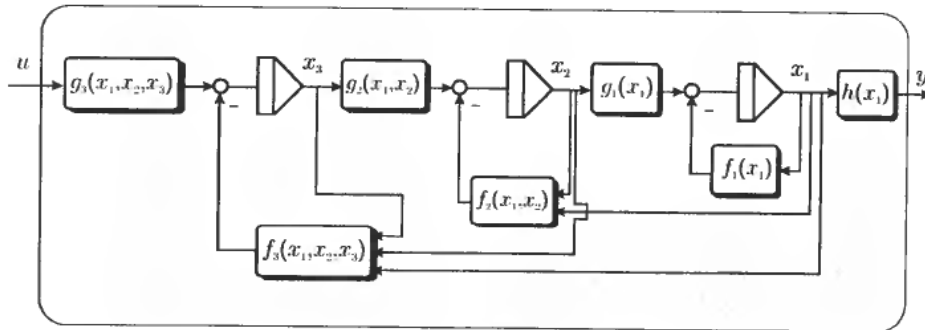 u
g₃(x₁,x₂,x₃)
x₃
g₂(x₁,x₂)
x₂
g₁(x₁)
x₁
h(x₁)
y
−
−
−
f₁(x₁)
f₂(x₁,x₂)
f₃(x₁,x₂,x₃)